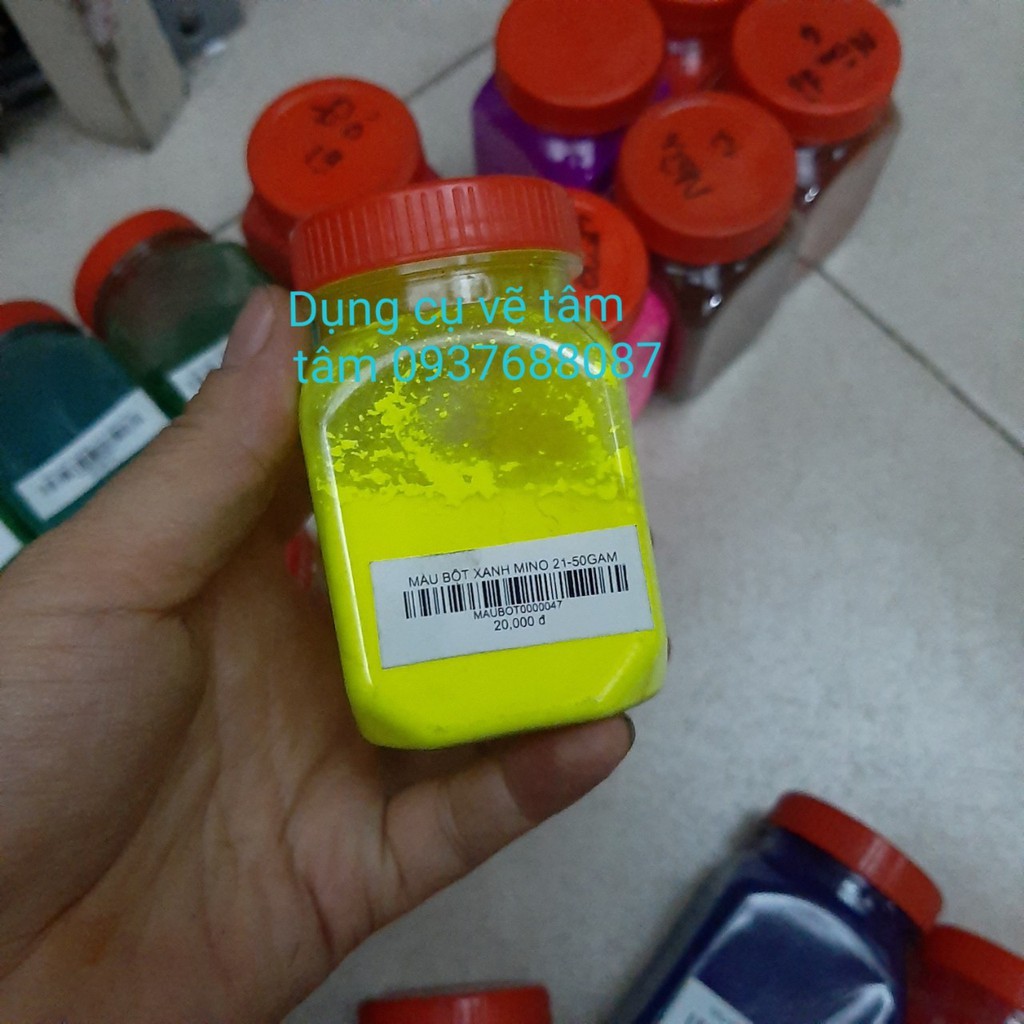 Dụng cụ vẽ tâm
tâm 0937688087
MÀU BỘT XANH MINO 21-50GAM
MAUBOT0000047
20,000 đ